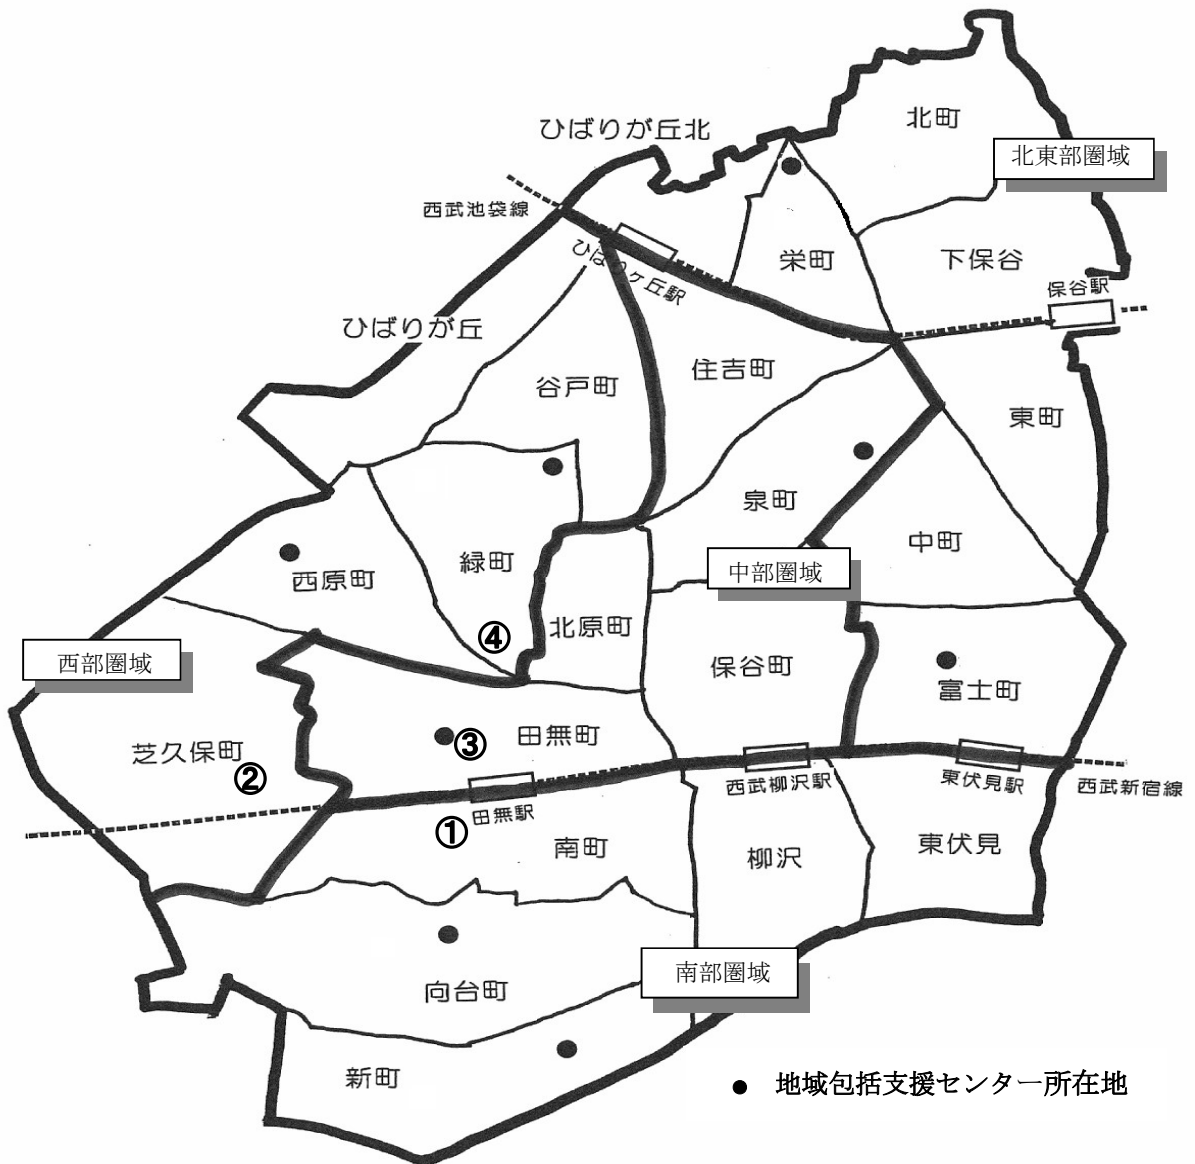 北町
ひばりが丘北
北東部圏域
西武池袋線
栄町
下保谷
ひばりヶ丘駅
保谷駅
ひばりが丘
住吉町
谷戸町
東町
泉町
中町
緑町
西原町
中部圏域
④
北原町
西部圏域
保谷町
富士町
芝久保町
②
③
田無町
西武柳沢駅
東伏見駅
西武新宿線
田無駅
①
南町
柳沢
東伏見
南部圏域
向台町
新町
● 地域包括支援センター所在地